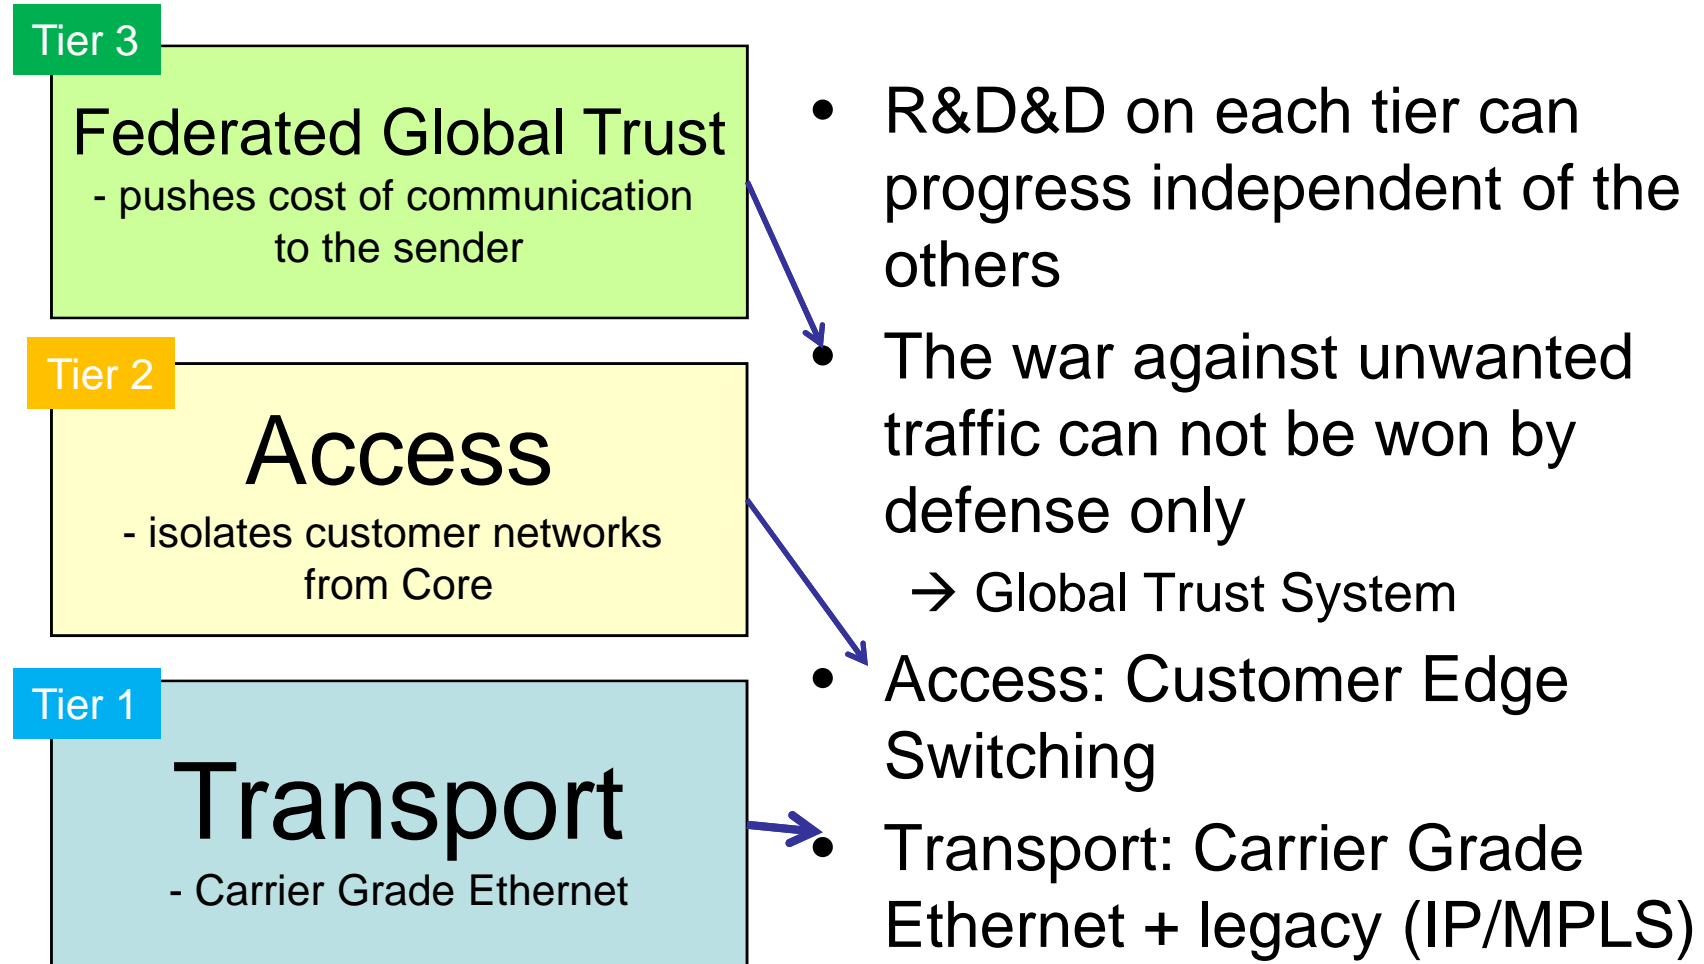 Tier 3
Federated Global Trust
- pushes cost of communication
to the sender
Tier 2
Access
- isolates customer networks
from Core
Tier 1
Transport
- Carrier Grade Ethernet
• R&D&D on each tier can
progress independent of the
others
• The war against unwanted
traffic can not be won by
defense only
→ Global Trust System
• Access: Customer Edge
Switching
• Transport: Carrier Grade
Ethernet + legacy (IP/MPLS)